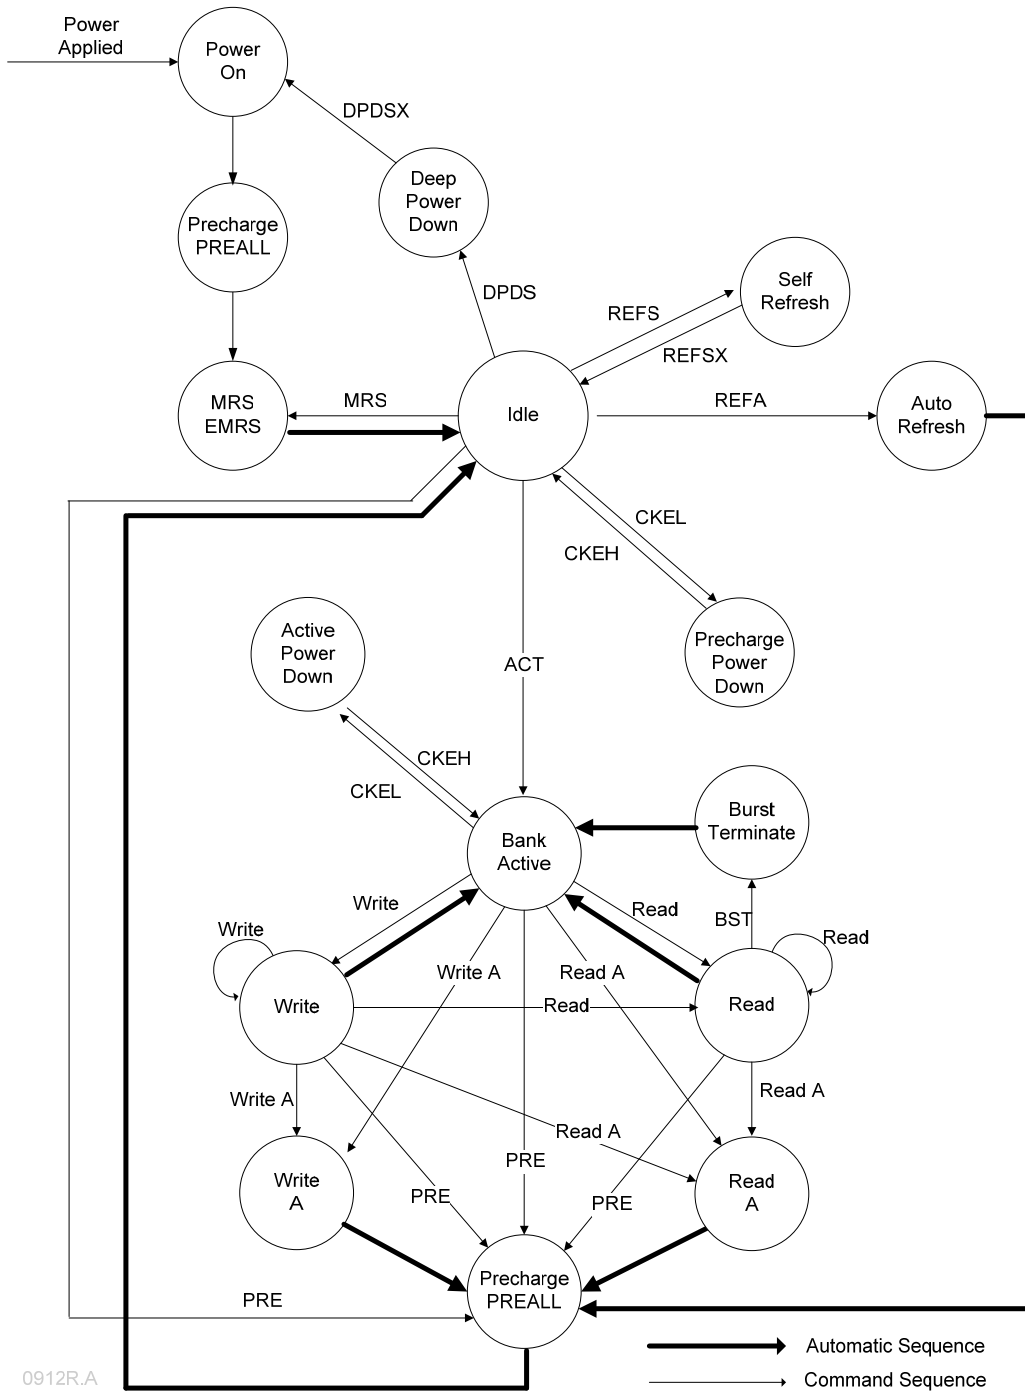 Power
Applied
Power
On
DPDSX
Deep
Power
Down
Precharge
PREALL
DPDS
Self
Refresh
REFS
REFSX
MRS
EMRS
MRS
Idle
REFA
Auto
Refresh
CKEL
CKEH
Active
Power
Down
Precharge
Power
Down
ACT
CKEH
CKEL
Burst
Terminate
Bank
Active
Write
Read
BST
Write
Read
Write A
Read A
Write
Read
Read
Write A
Read A
Read A
PRE
Write
A
PRE
PRE
Read
A
Precharge
PREALL
PRE
Automatic Sequence
Command Sequence
0912R.A